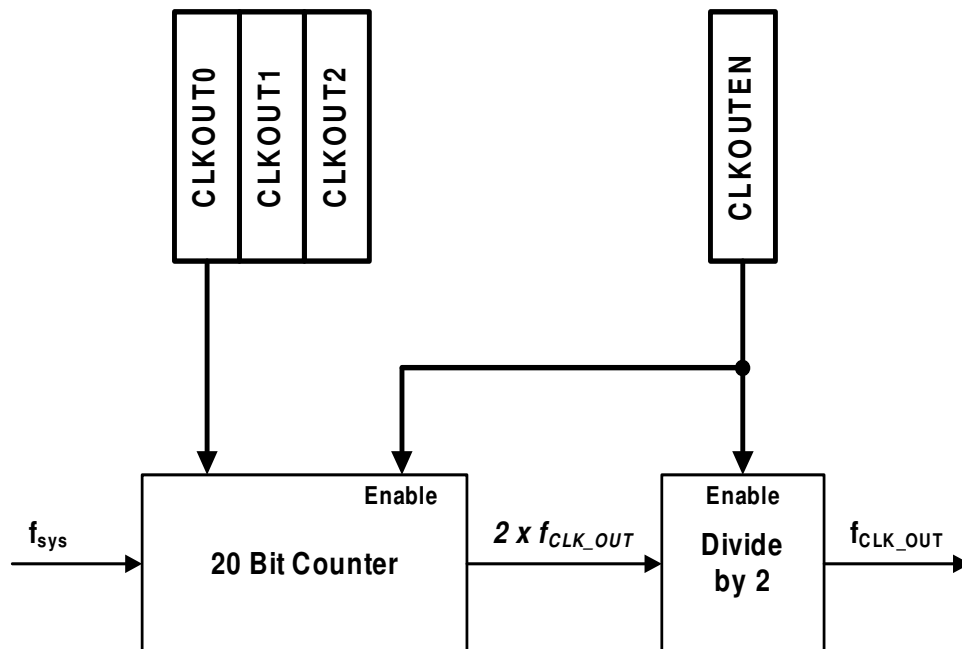 CLKOUT0
CLKOUT1
CLKOUT2
CLKOUTEN
Enable
Enable
fsys
20 Bit Counter
2 x fCLK_OUT
Divide
by 2
fCLK_OUT